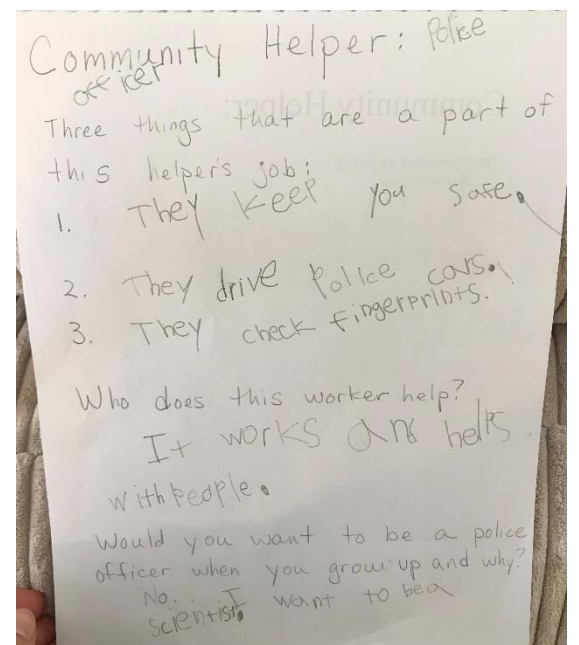 Community Helper: Police
officer
Three things that are a part of
this helper's job:
1. They keep you safe.
2. They drive Police cars.
3. They check fingerprints.
Who does this worker help?
It works ans helps
with people.
Would you want to be a police
officer when you grow up and why?
No. I want to be a
scientist.